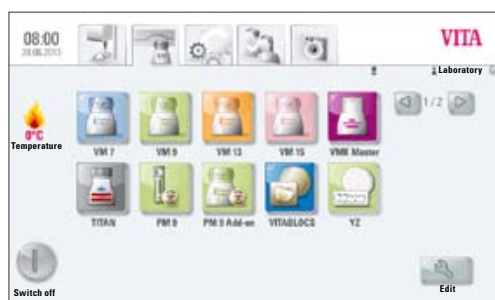 08:00
28.06.2013
VITA
Laboratory
1/2
0°C
Temperature
VM 7
VM 9
VM 13
VM 15
VMK Master
TITAN
PM 9
PM 9 Add-on
VITABLOCS
YZ
Switch off
Edit